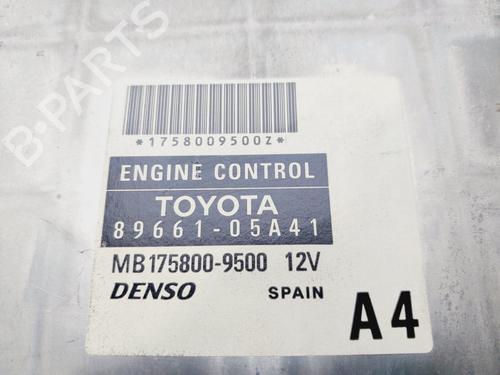 B-PARTS
*1758009500Z*
ENGINE CONTROL
TOYOTA
89661-05A41
MB175800-9500 12V
DENSO SPAIN A4